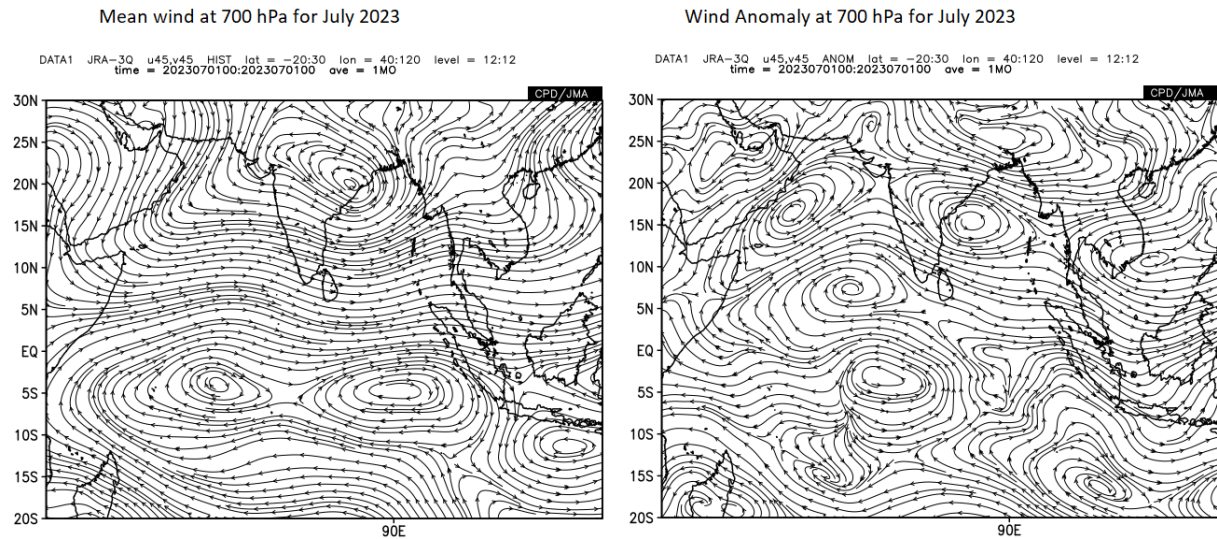 Mean wind at 700 hPa for July 2023
DATA1 JRA-3Q u45,v45 HIST lat = -20:30 lon = 40:120 level = 12:12
time = 2023070100:2023070100 ave = 1MO
CPD/JMA
30N
25N
20N
15N
10N
5N
EQ
5S
10S
15S
20S
90E
Wind Anomaly at 700 hPa for July 2023
DATA1 JRA-3Q u45,v45 ANOM lat = -20:30 lon = 40:120 level = 12:12
time = 2023070100:2023070100 ave = 1MO
CPD/JMA
30N
25N
20N
15N
10N
5N
EQ
5S
10S
15S
20S
90E